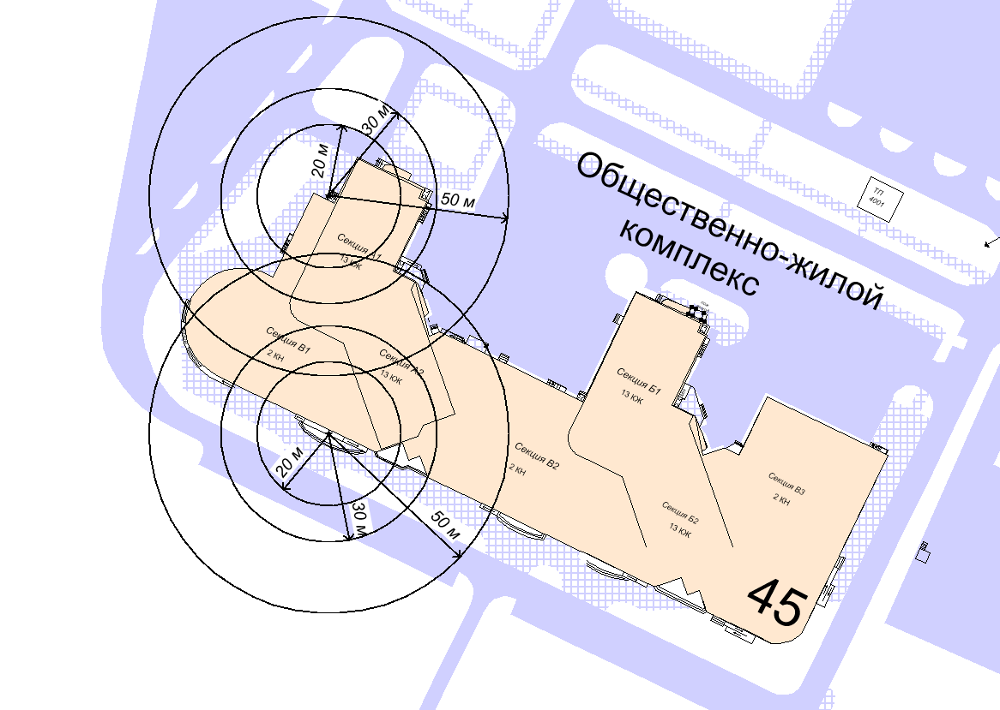 30 м
20 м
50 м
Общественно-жилой
комплекс
ТП
4001
Секция А1
13 КЖ
Секция В1
2 КН
Секция А2
13 КЖ
Секция Б1
13 КЖ
Секция В2
2 КН
Секция В3
2 КН
Секция Б2
13 КЖ
20 м
30 м
50 м
45